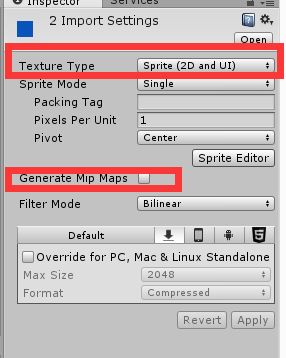 Inspector Services
2 Import Settings
Open
Texture Type Sprite (2D and UI)
Sprite Mode Single
Packing Tag
Pixels Per Unit 1
Pivot Center
Sprite Editor
Generate Mip Maps
Filter Mode Bilinear
Default
Override for PC, Mac & Linux Standalone
Max Size 2048
Format Compressed
Revert Apply